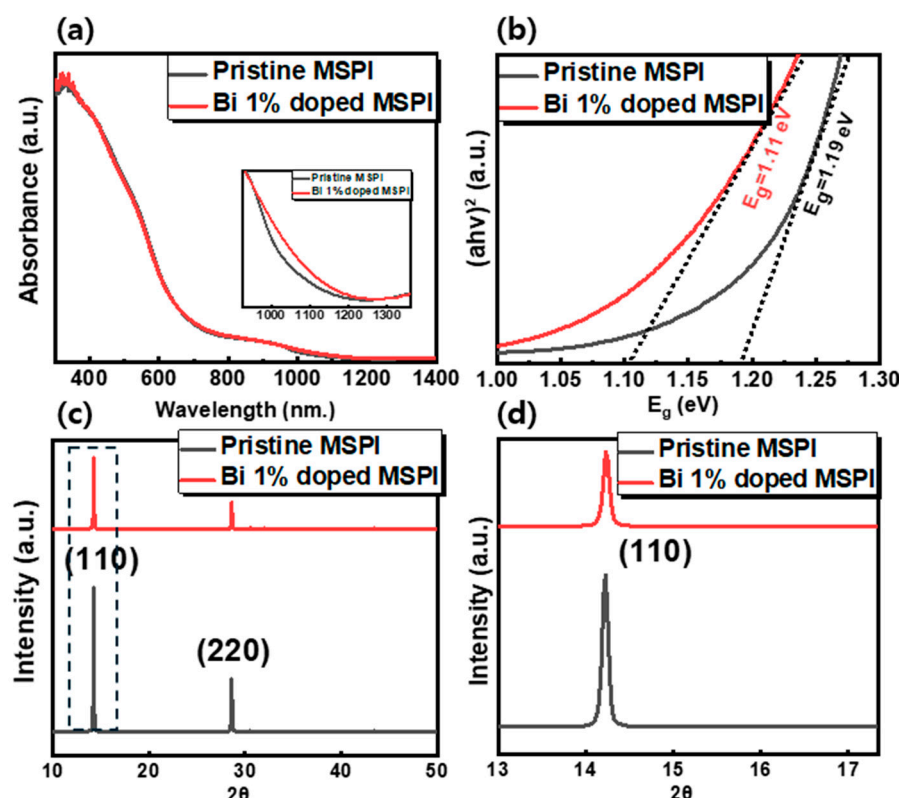 (a)
Pristine MSPI
Bi 1% doped MSPI
Absorbance (a.u.)
Pristine MSPI
Bi 1% doped MSPI
1000 1100 1200 1300
400 600 800 1000 1200 1400
Wavelength (nm.)
(b)
Pristine MSPI
Bi 1% doped MSPI
(ahv)² (a.u.)
Eg=1.11 eV
Eg=1.19 eV
1.00 1.05 1.10 1.15 1.20 1.25 1.30
Eg (eV)
(c)
Pristine MSPI
Bi 1% doped MSPI
Intensity (a.u.)
(110)
(220)
10 20 30 40 50
2θ
(d)
Pristine MSPI
Bi 1% doped MSPI
Intensity (a.u.)
(110)
13 14 15 16 17
2θ